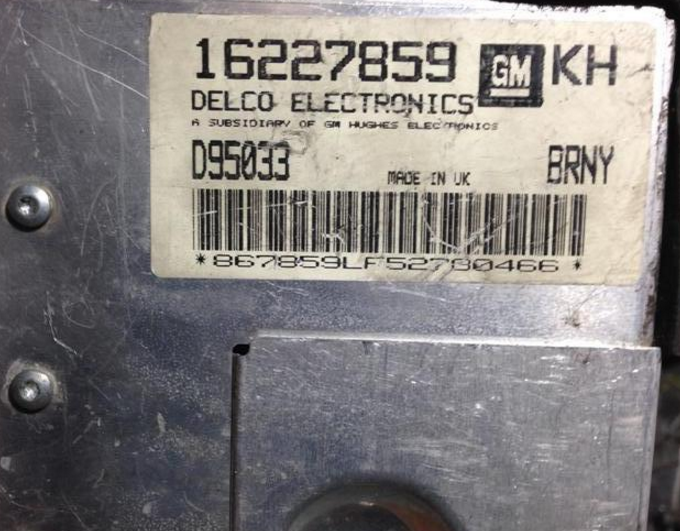 16227859 GM KH
DELCO ELECTRONICS
A SUBSIDIARY OF GM HUGHES ELECTRONICS
D95033 MADE IN UK BRNY
*867859LF52780466*